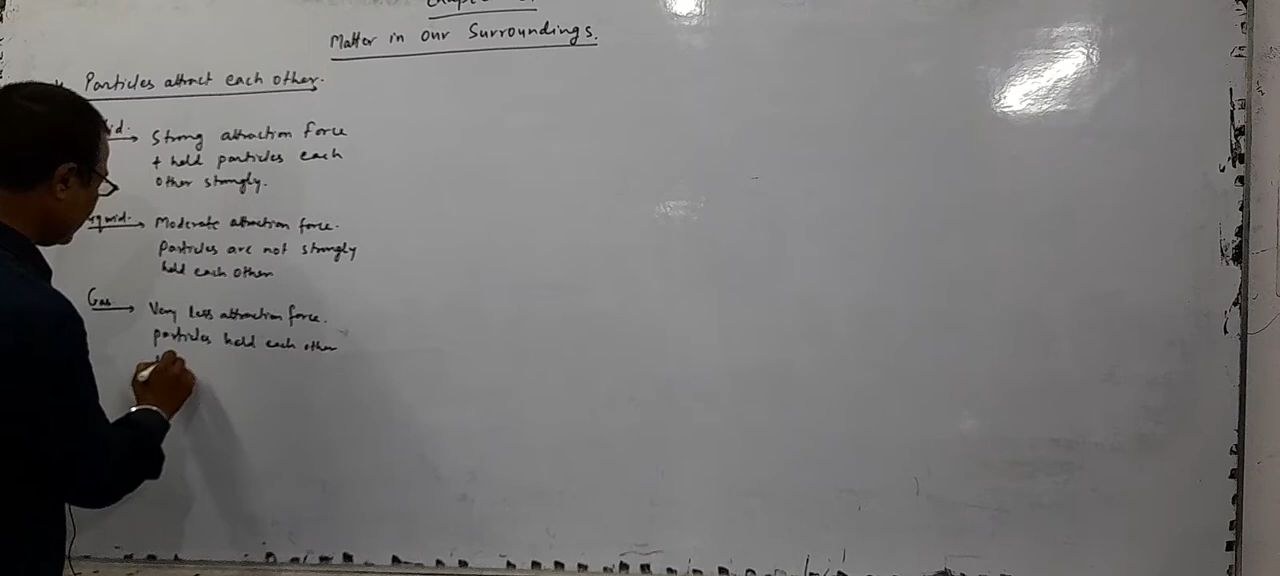 Matter in our Surroundings.
Particles attract each other.
Strong attraction force
+ hold particles each
other strongly.
Moderate attraction force.
Particles are not strongly
hold each other
Gas
Very less attraction force.
particles hold each other